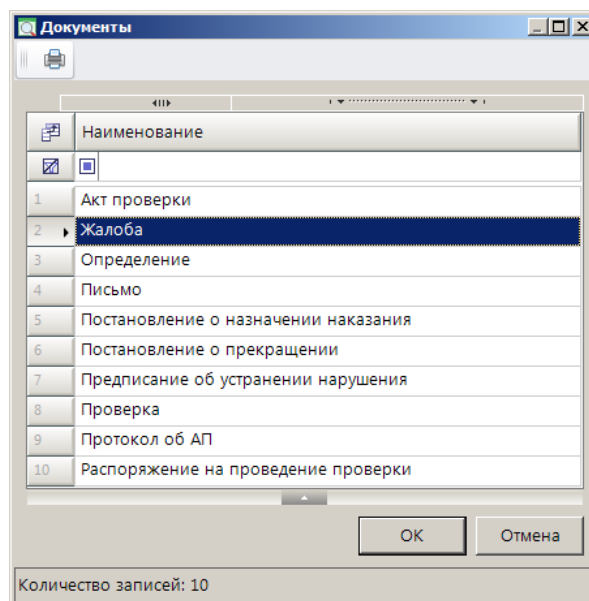 Документы
Наименование
1 Акт проверки
2 Жалоба
3 Определение
4 Письмо
5 Постановление о назначении наказания
6 Постановление о прекращении
7 Предписание об устранении нарушения
8 Проверка
9 Протокол об АП
10 Распоряжение на проведение проверки
ОК Отмена
Количество записей: 10